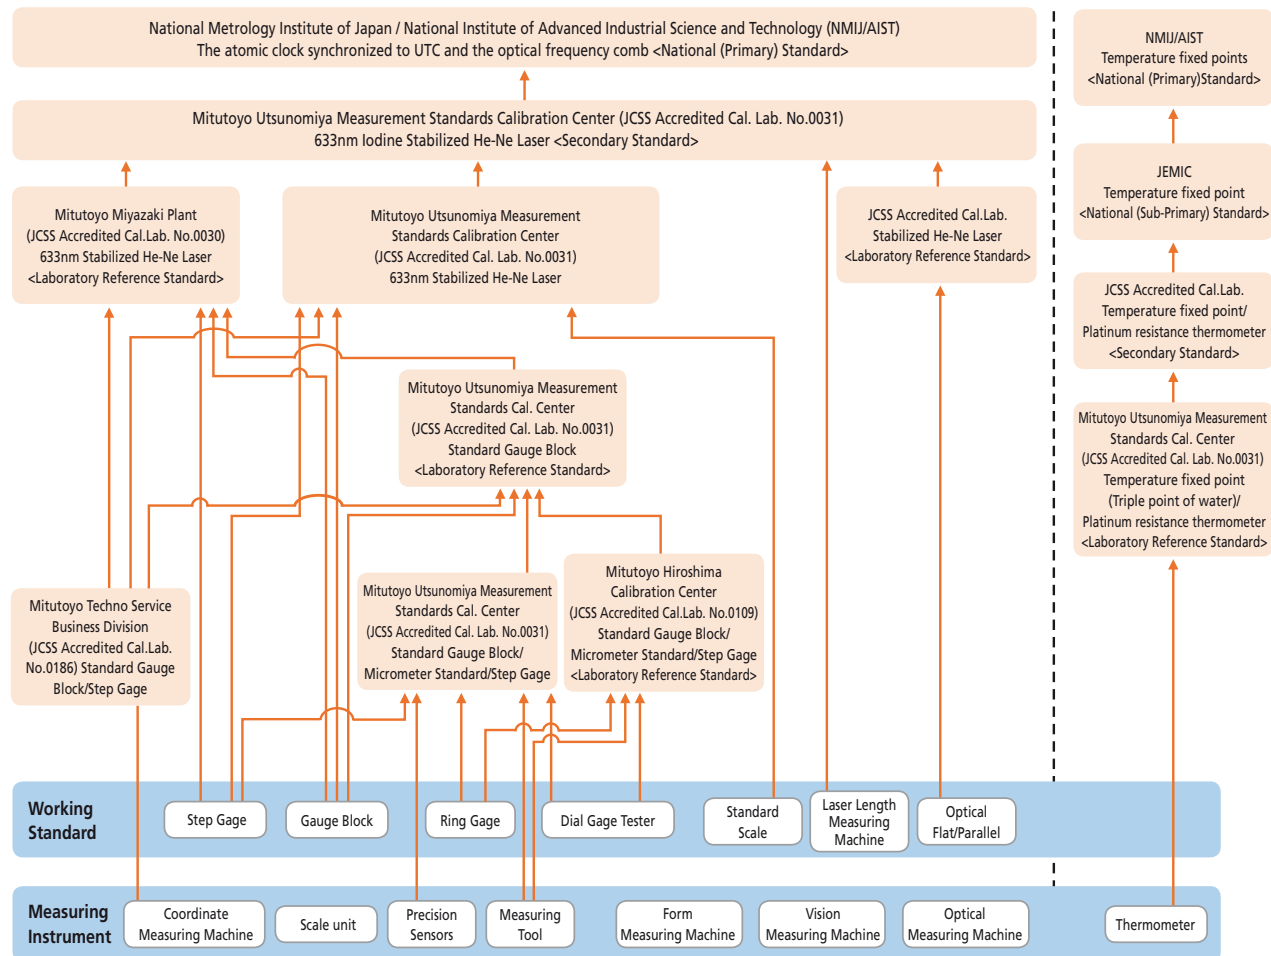 National Metrology Institute of Japan / National Institute of Advanced Industrial Science and Technology (NMIJ/AIST)
The atomic clock synchronized to UTC and the optical frequency comb <National (Primary) Standard>
NMIJ/AIST
Temperature fixed points
<National (Primary)Standard>
Mitutoyo Utsunomiya Measurement Standards Calibration Center (JCSS Accredited Cal. Lab. No.0031)
633nm Iodine Stabilized He-Ne Laser <Secondary Standard>
JEMIC
Temperature fixed point
<National (Sub-Primary) Standard>
Mitutoyo Miyazaki Plant
(JCSS Accredited Cal.Lab. No.0030)
633nm Stabilized He-Ne Laser
<Laboratory Reference Standard>
Mitutoyo Utsunomiya Measurement
Standards Calibration Center
(JCSS Accredited Cal. Lab. No.0031)
633nm Stabilized He-Ne Laser
JCSS Accredited Cal.Lab.
Stabilized He-Ne Laser
<Laboratory Reference Standard>
JCSS Accredited Cal.Lab.
Temperature fixed point/
Platinum resistance thermometer
<Secondary Standard>
Mitutoyo Utsunomiya Measurement
Standards Cal. Center
(JCSS Accredited Cal. Lab. No.0031)
Standard Gauge Block
<Laboratory Reference Standard>
Mitutoyo Utsunomiya Measurement
Standards Cal. Center
(JCSS Accredited Cal. Lab. No.0031)
Temperature fixed point
(Triple point of water)/
Platinum resistance thermometer
<Laboratory Reference Standard>
Mitutoyo Techno Service
Business Division
(JCSS Accredited Cal.Lab.
No.0186) Standard Gauge
Block/Step Gage
Mitutoyo Utsunomiya Measurement
Standards Cal. Center
(JCSS Accredited Cal. Lab. No.0031)
Standard Gauge Block/
Micrometer Standard/Step Gage
Mitutoyo Hiroshima
Calibration Center
(JCSS Accredited Cal.Lab. No.0109)
Standard Gauge Block/
Micrometer Standard/Step Gage
<Laboratory Reference Standard>
Working
Standard
Step Gage
Gauge Block
Ring Gage
Dial Gage Tester
Standard
Scale
Laser Length
Measuring
Machine
Optical
Flat/Parallel
Measuring
Instrument
Coordinate
Measuring Machine
Scale unit
Precision
Sensors
Measuring
Tool
Form
Measuring Machine
Vision
Measuring Machine
Optical
Measuring Machine
Thermometer